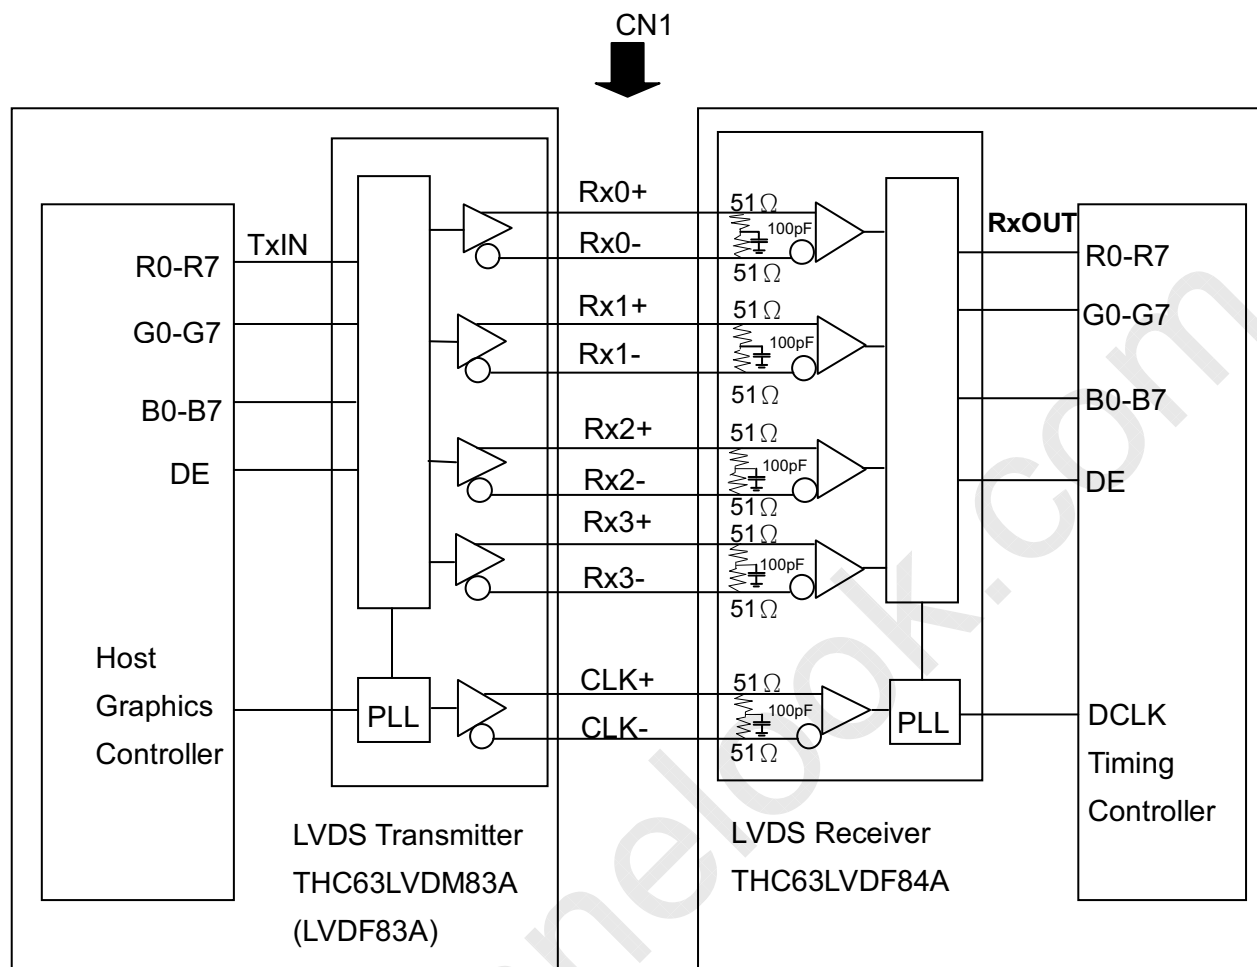 CN1
Rx0+
51Ω
100pF
Rx0-
51Ω
TxIN
RxOUT
R0-R7
R0-R7
Rx1+
51Ω
100pF
Rx1-
51Ω
G0-G7
G0-G7
B0-B7
B0-B7
Rx2+
51Ω
100pF
Rx2-
51Ω
DE
DE
Rx3+
51Ω
100pF
Rx3-
51Ω
Host
Graphics
Controller
PLL
CLK+
51Ω
100pF
CLK-
51Ω
PLL
DCLK
Timing
Controller
LVDS Transmitter
THC63LVDM83A
(LVDF83A)
LVDS Receiver
THC63LVDF84A
nelook.com